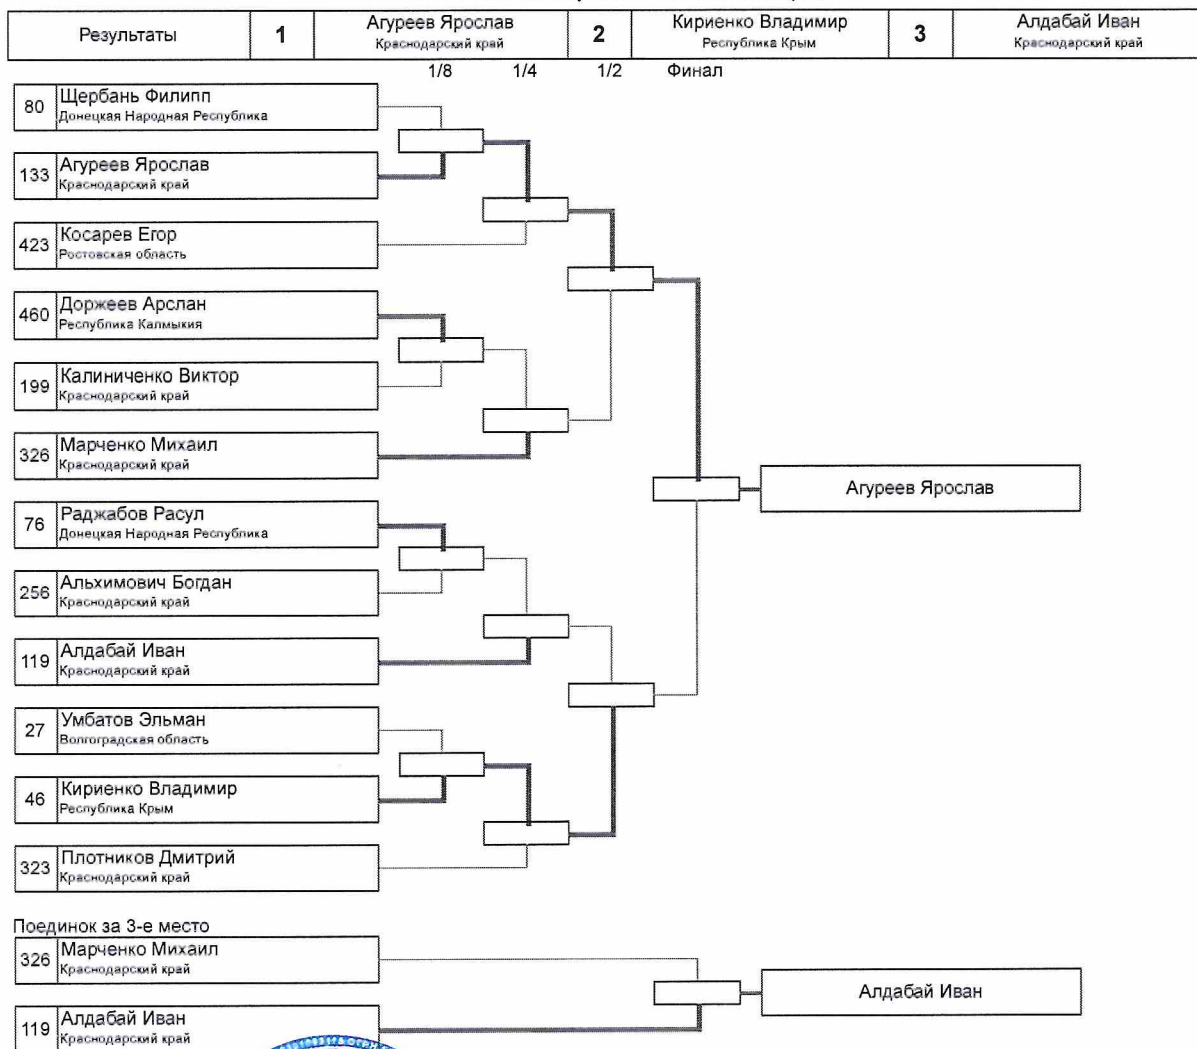 Результаты 1 Агуреев Ярослав 2 Кириенко Владимир 3 Алдабай Иван
Краснодарский край Республика Крым Краснодарский край
1/8 1/4 1/2 Финал
80 Щербань Филипп
Донецкая Народная Республика
133 Агуреев Ярослав
Краснодарский край
423 Косарев Егор
Ростовская область
460 Доржеев Арслан
Республика Калмыкия
199 Калиниченко Виктор
Краснодарский край
326 Марченко Михаил
Краснодарский край
Агуреев Ярослав
76 Раджабов Расул
Донецкая Народная Республика
256 Альхимович Богдан
Краснодарский край
119 Алдабай Иван
Краснодарский край
27 Умбатов Эльман
Волгоградская область
46 Кириенко Владимир
Республика Крым
323 Плотников Дмитрий
Краснодарский край
Поединок за 3-е место
326 Марченко Михаил
Краснодарский край
Алдабай Иван
119 Алдабай Иван
Краснодарский край